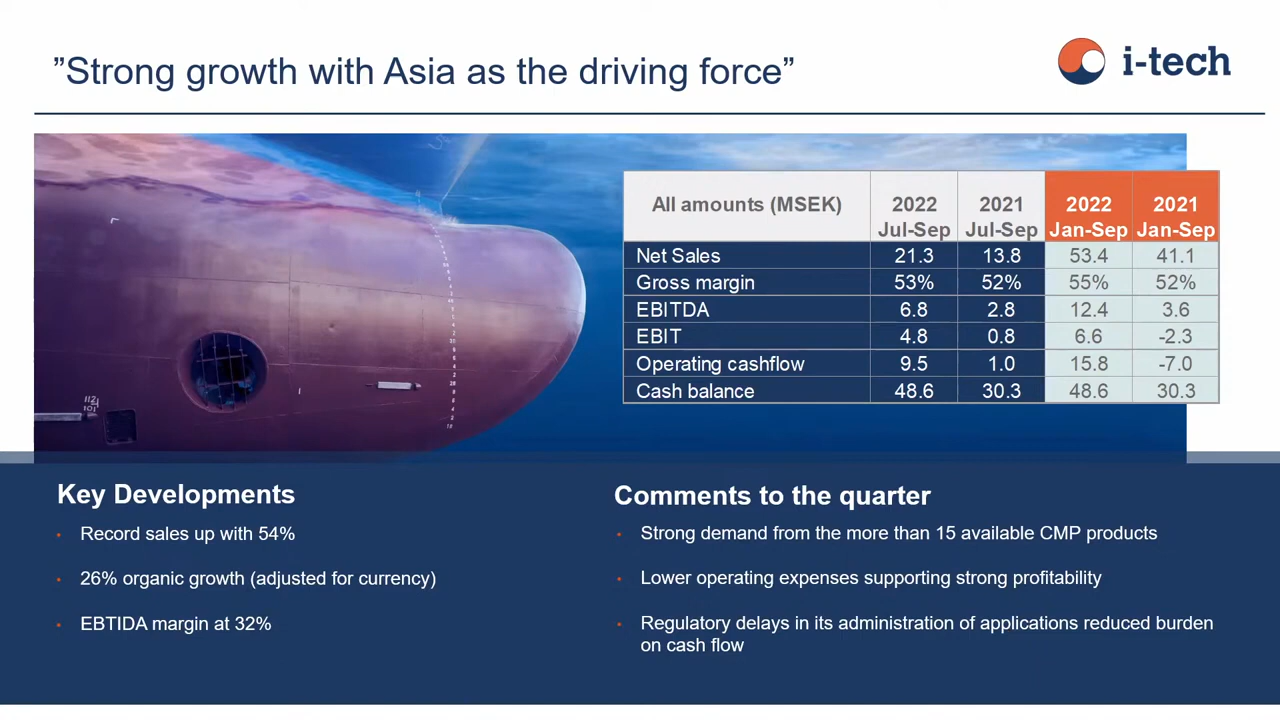 ”Strong growth with Asia as the driving force”
i-tech
All amounts (MSEK) 2022 Jul-Sep 2021 Jul-Sep 2022 Jan-Sep 2021 Jan-Sep
Net Sales 21.3 13.8 53.4 41.1
Gross margin 53% 52% 55% 52%
EBITDA 6.8 2.8 12.4 3.6
EBIT 4.8 0.8 6.6 -2.3
Operating cashflow 9.5 1.0 15.8 -7.0
Cash balance 48.6 30.3 48.6 30.3
Key Developments
• Record sales up with 54%
• 26% organic growth (adjusted for currency)
• EBTIDA margin at 32%
Comments to the quarter
• Strong demand from the more than 15 available CMP products
• Lower operating expenses supporting strong profitability
• Regulatory delays in its administration of applications reduced burden
on cash flow